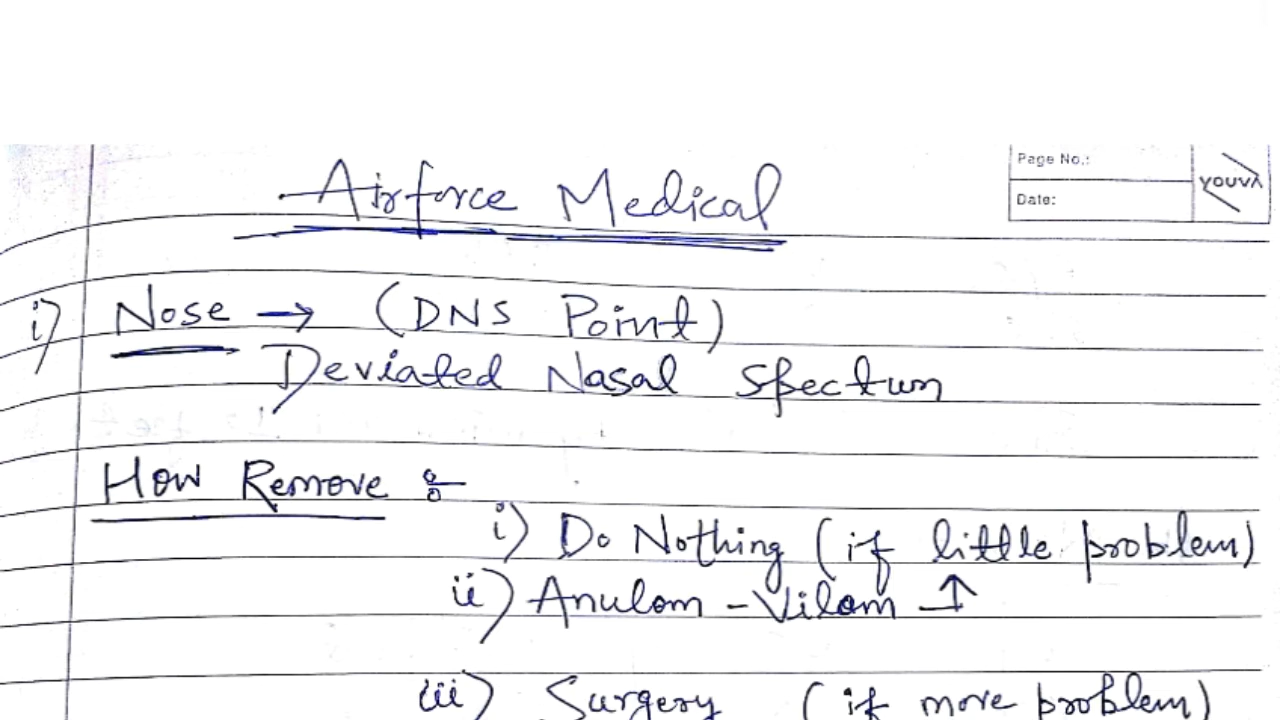 Page No.:
Date:
YOUVA
Airforce Medical
i) Nose → (DNS Point)
Deviated Nasal Spectum
How Remove :-
i) Do Nothing (if little problem)
ii) Anulom - Vilom ↑
iii) Surgery (if more problem)